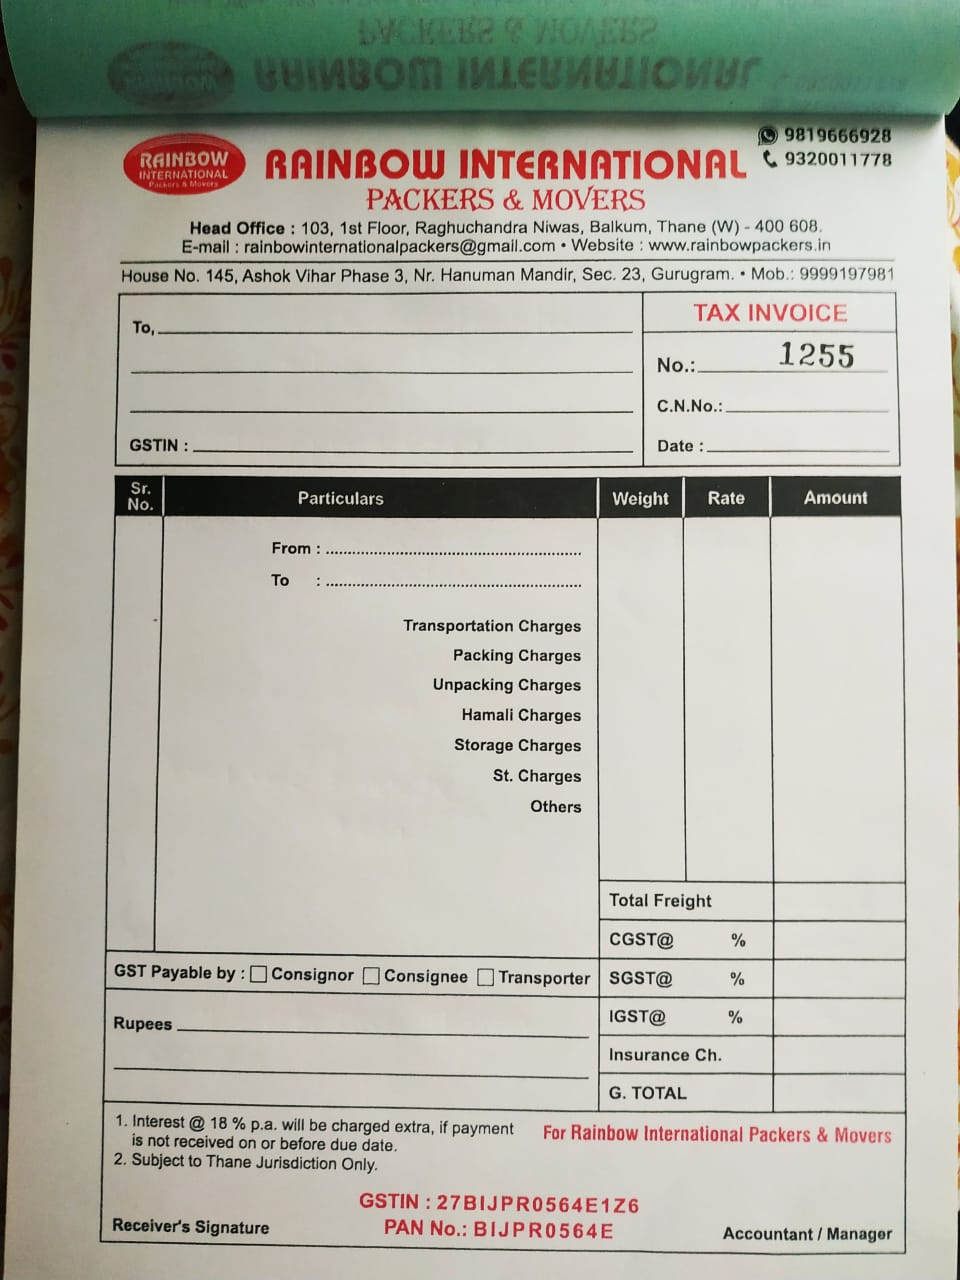 PACKERS & MOVERS
RAINBOW INTERNATIONAL
RAINBOW
INTERNATIONAL
Packers & Movers
RAINBOW INTERNATIONAL
PACKERS & MOVERS
9819666928
9320011778
Head Office : 103, 1st Floor, Raghuchandra Niwas, Balkum, Thane (W) - 400 608.
E-mail : rainbowinternationalpackers@gmail.com • Website : www.rainbowpackers.in
House No. 145, Ashok Vihar Phase 3, Nr. Hanuman Mandir, Sec. 23, Gurugram. • Mob.: 9999197981
To,
GSTIN :
TAX INVOICE
No.: 1255
C.N.No.:
Date :
Sr. No. Particulars Weight Rate Amount
From :
To :
Transportation Charges
Packing Charges
Unpacking Charges
Hamali Charges
Storage Charges
St. Charges
Others
Total Freight
CGST@ %
GST Payable by : Consignor Consignee Transporter
SGST@ %
IGST@ %
Rupees
Insurance Ch.
G. TOTAL
1. Interest @ 18 % p.a. will be charged extra, if payment
is not received on or before due date.
2. Subject to Thane Jurisdiction Only.
For Rainbow International Packers & Movers
GSTIN : 27BIJPR0564E1Z6
PAN No.: BIJPR0564E
Receiver's Signature
Accountant / Manager